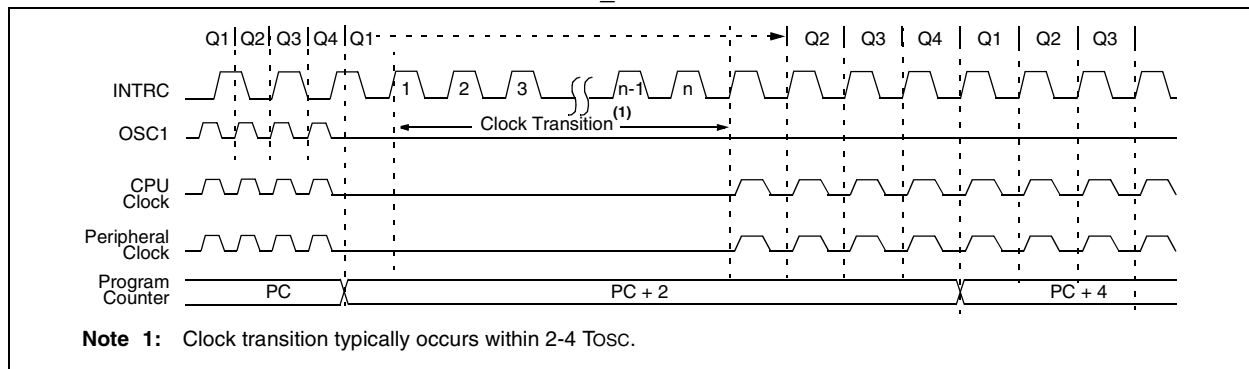 Q1 Q2 Q3 Q4 Q1 Q2 Q3 Q4 Q1 Q2 Q3
INTRC 1 2 3 n-1 n
Clock Transition(1)
OSC1
CPU
Clock
Peripheral
Clock
Program
Counter
PC PC + 2 PC + 4
Note 1: Clock transition typically occurs within 2-4 TOSC.